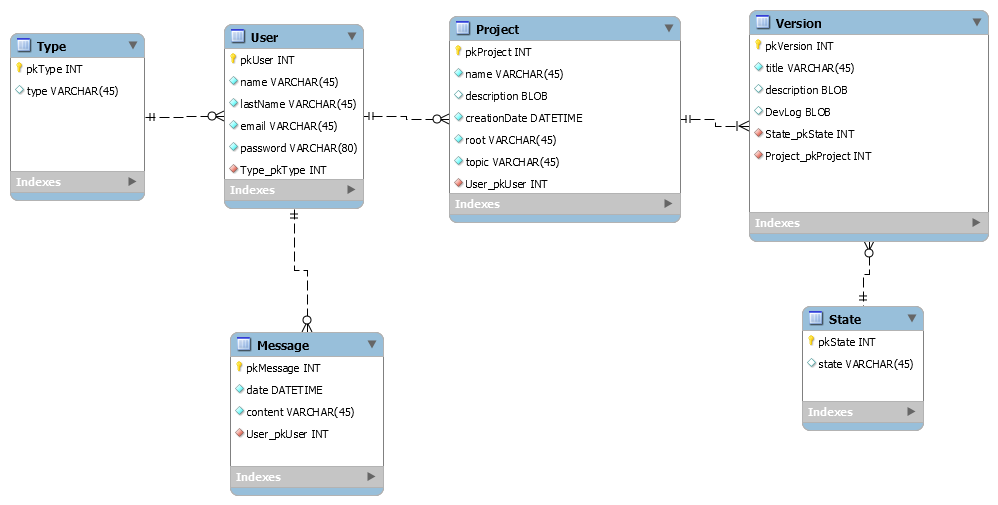 Type
pkType INT
type VARCHAR(45)
Indexes
User
pkUser INT
name VARCHAR(45)
lastName VARCHAR(45)
email VARCHAR(45)
password VARCHAR(80)
Type_pkType INT
Indexes
Project
pkProject INT
name VARCHAR(45)
description BLOB
creationDate DATETIME
root VARCHAR(45)
topic VARCHAR(45)
User_pkUser INT
Indexes
Version
pkVersion INT
title VARCHAR(45)
description BLOB
DevLog BLOB
State_pkState INT
Project_pkProject INT
Indexes
Message
pkMessage INT
date DATETIME
content VARCHAR(45)
User_pkUser INT
Indexes
State
pkState INT
state VARCHAR(45)
Indexes